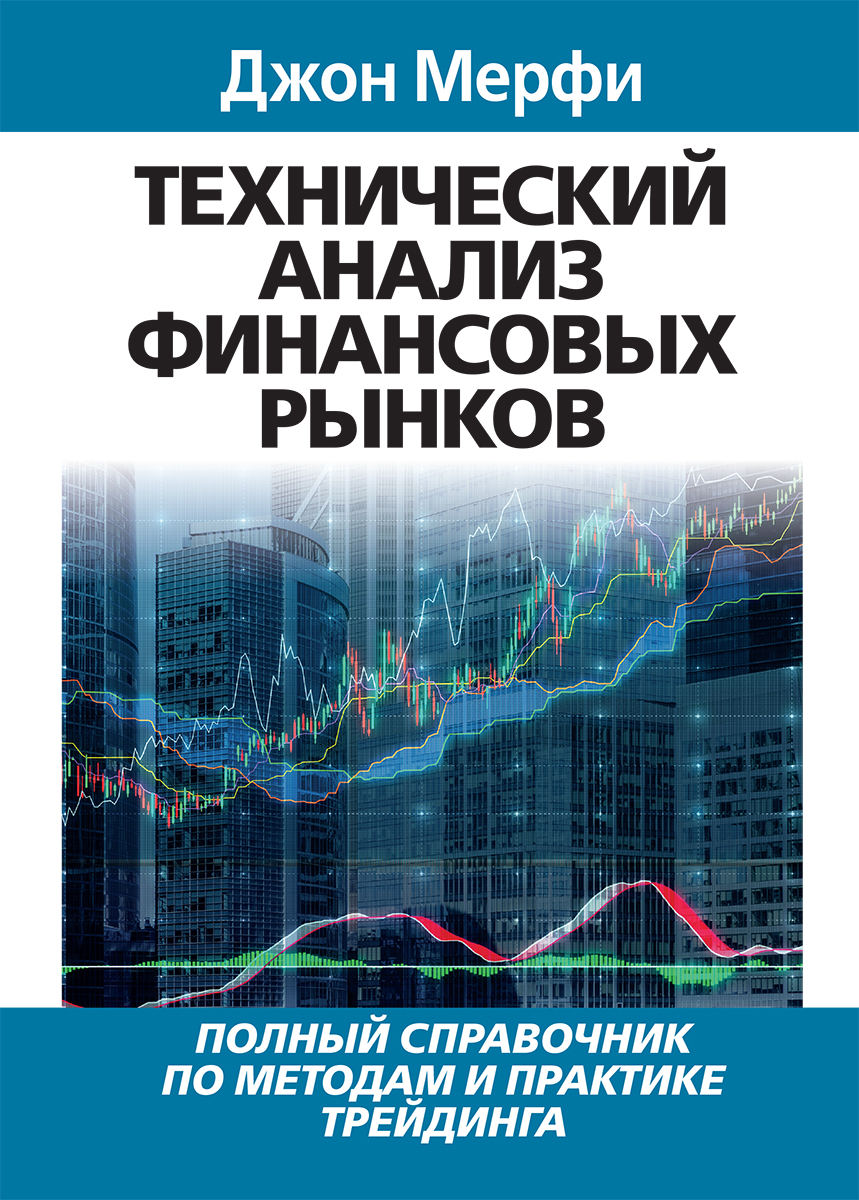 Джон Мерфи
ТЕХНИЧЕСКИЙ
АНАЛИЗ
ФИНАНСОВЫХ
РЫНКОВ
ПОЛНЫЙ СПРАВОЧНИК
ПО МЕТОДАМ И ПРАКТИКЕ
ТРЕЙДИНГА